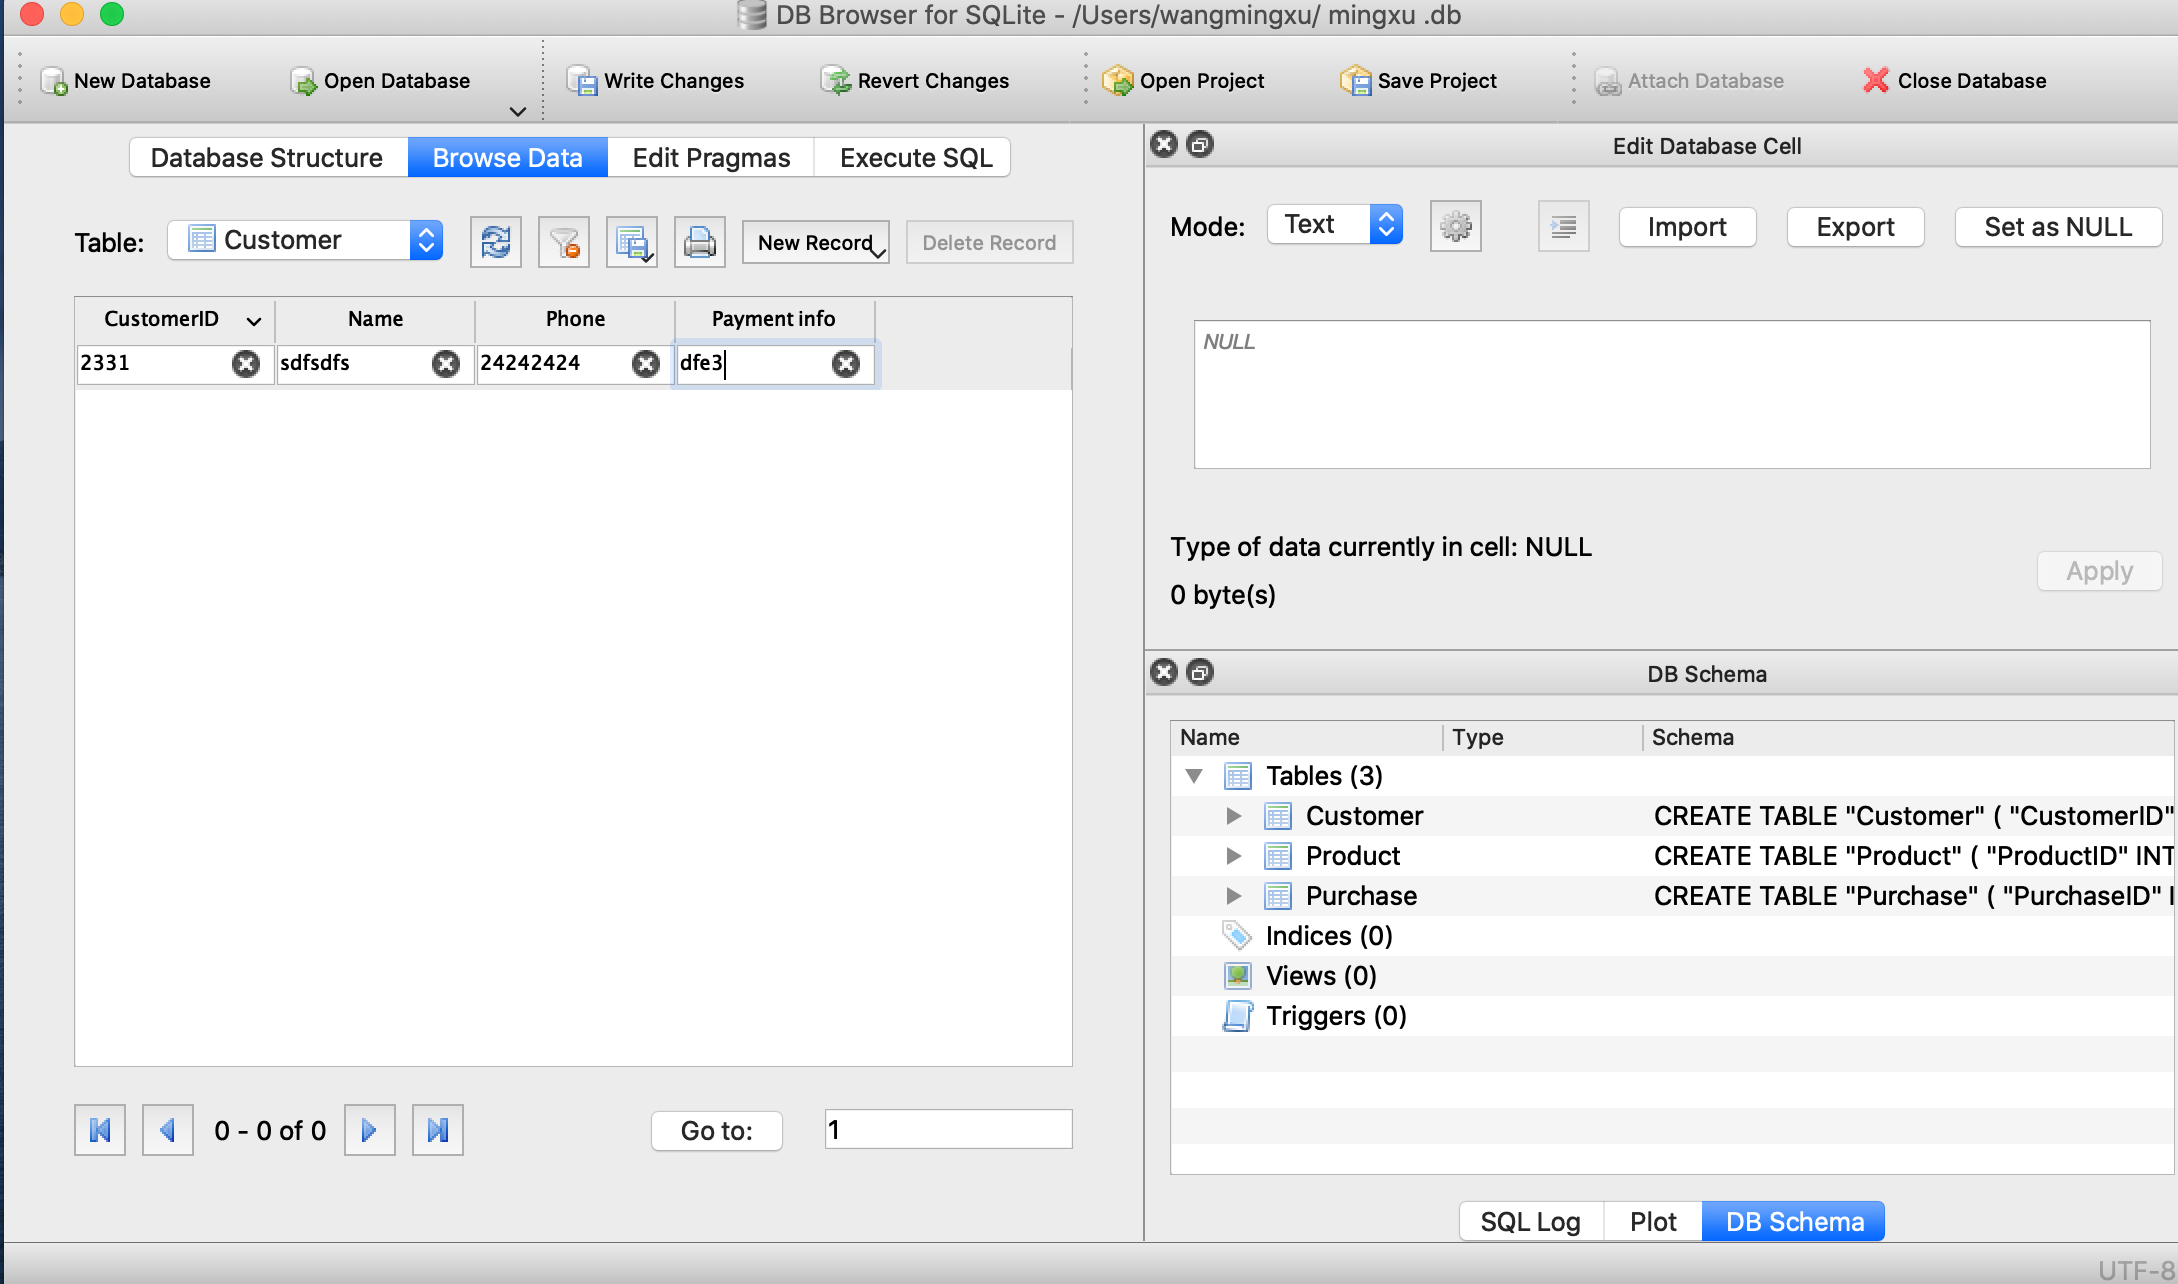 DB Browser for SQLite - /Users/wangmingxu/ mingxu .db
New Database
Open Database
Write Changes
Revert Changes
Open Project
Save Project
Attach Database
Close Database
Database Structure
Browse Data
Edit Pragmas
Execute SQL
Table:
Customer
New Record
Delete Record
CustomerID
Name
Phone
Payment info
2331
sdfsdfs
24242424
dfe3
0 - 0 of 0
Go to:
1
Edit Database Cell
Mode:
Text
Import
Export
Set as NULL
NULL
Type of data currently in cell: NULL
0 byte(s)
Apply
DB Schema
Name
Type
Schema
Tables (3)
Customer
CREATE TABLE "Customer" ( "CustomerID"
Product
CREATE TABLE "Product" ( "ProductID" INT
Purchase
CREATE TABLE "Purchase" ( "PurchaseID" I
Indices (0)
Views (0)
Triggers (0)
SQL Log
Plot
DB Schema
UTF-8